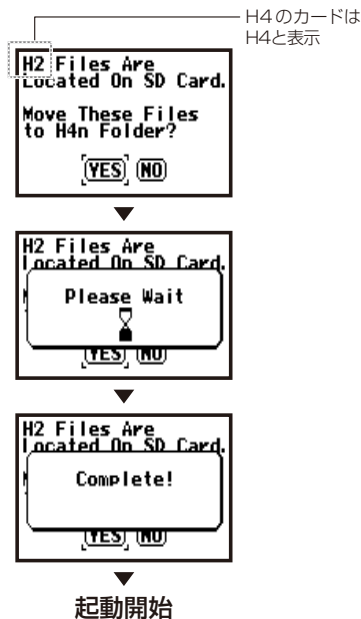 H4のカードは
H4と表示
H2 Files Are
Located On SD Card.
Move These Files
to H4n Folder?
YES NO
H2 Files Are
Located On SD Card.
Please Wait
YES NO
H2 Files Are
Located On SD Card.
Complete!
YES NO
起動開始